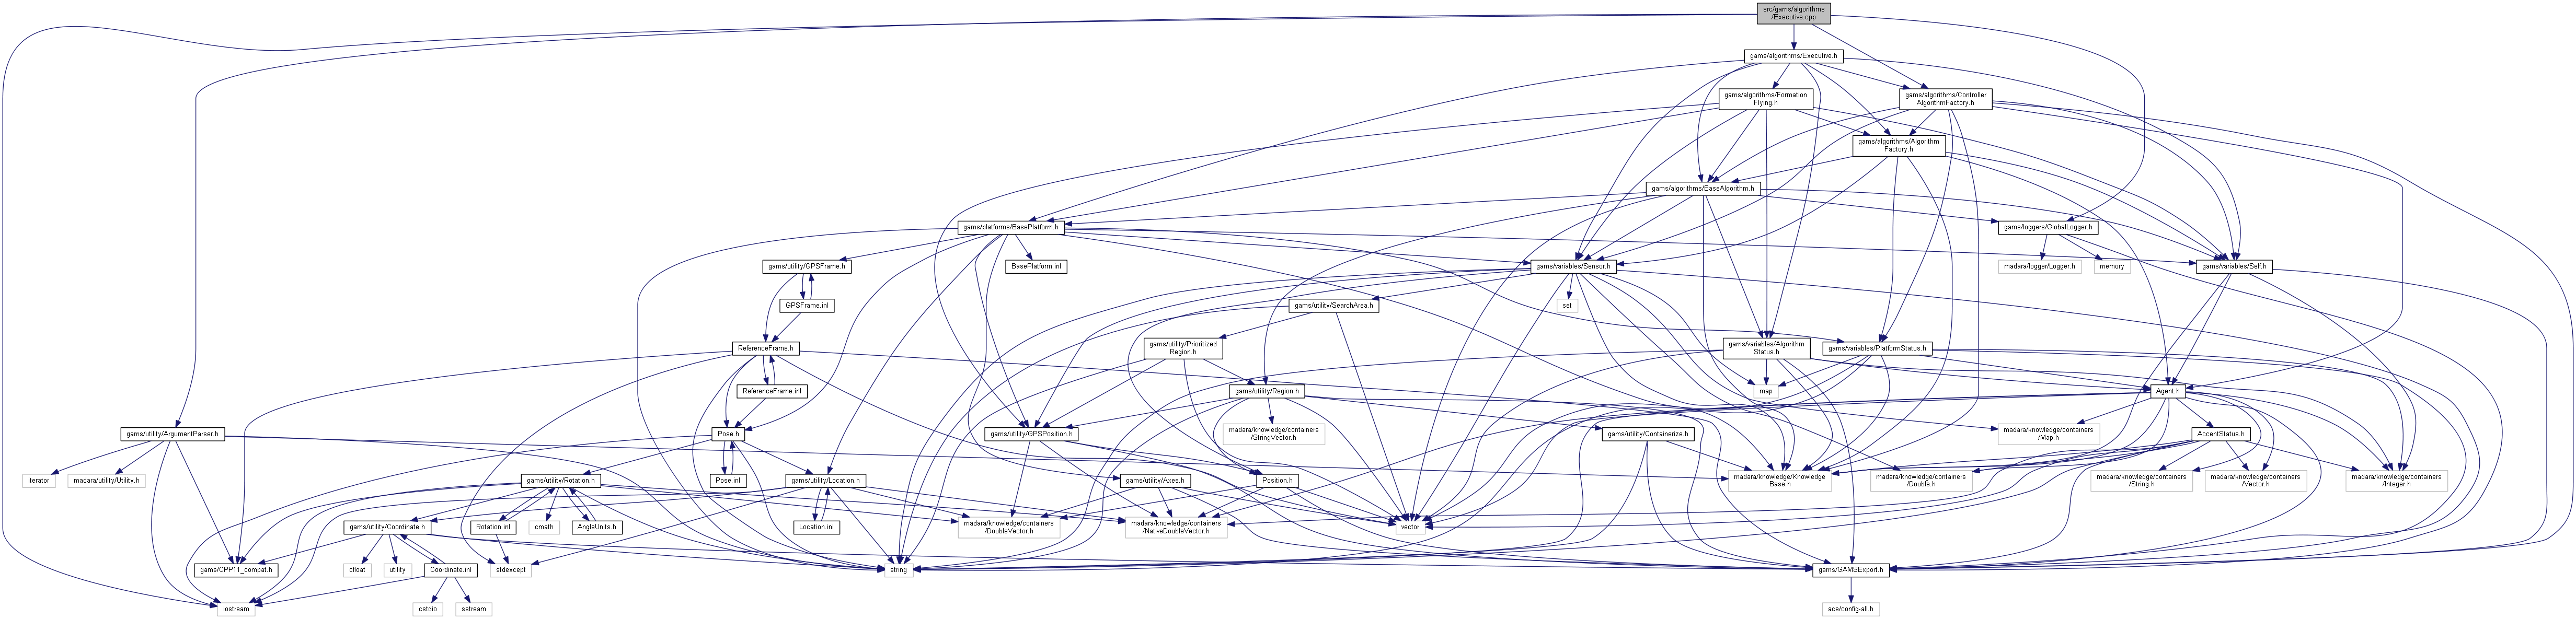 src/gams/algorithms
/Executive.cpp
gams/algorithms/Executive.h
gams/algorithms/Formation
Flying.h
gams/algorithms/Controller
AlgorithmFactory.h
gams/algorithms/Algorithm
Factory.h
gams/algorithms/BaseAlgorithm.h
gams/platforms/BasePlatform.h
gams/loggers/GlobalLogger.h
gams/utility/GPSFrame.h
BasePlatform.inl
gams/variables/Sensor.h
madara/logger/Logger.h
memory
gams/variables/Self.h
GPSFrame.inl
gams/utility/SearchArea.h
set
ReferenceFrame.h
gams/utility/Prioritized
Region.h
gams/variables/Algorithm
Status.h
gams/variables/PlatformStatus.h
ReferenceFrame.inl
gams/utility/Region.h
map
Agent.h
gams/utility/ArgumentParser.h
Pose.h
gams/utility/GPSPosition.h
madara/knowledge/containers
/StringVector.h
gams/utility/Containerize.h
madara/knowledge/containers
/Map.h
AccentStatus.h
iterator
madara/utility/Utility.h
gams/utility/Rotation.h
Pose.inl
gams/utility/Location.h
gams/utility/Axes.h
Position.h
madara/knowledge/Knowledge
Base.h
madara/knowledge/containers
/Double.h
madara/knowledge/containers
/String.h
madara/knowledge/containers
/Vector.h
madara/knowledge/containers
/Integer.h
gams/utility/Coordinate.h
Rotation.inl
cmath
AngleUnits.h
Location.inl
madara/knowledge/containers
/DoubleVector.h
madara/knowledge/containers
/NativeDoubleVector.h
vector
gams/CPP11_compat.h
cfloat
utility
Coordinate.inl
stdexcept
string
gams/GAMSExport.h
iostream
cstdio
sstream
ace/config-all.h